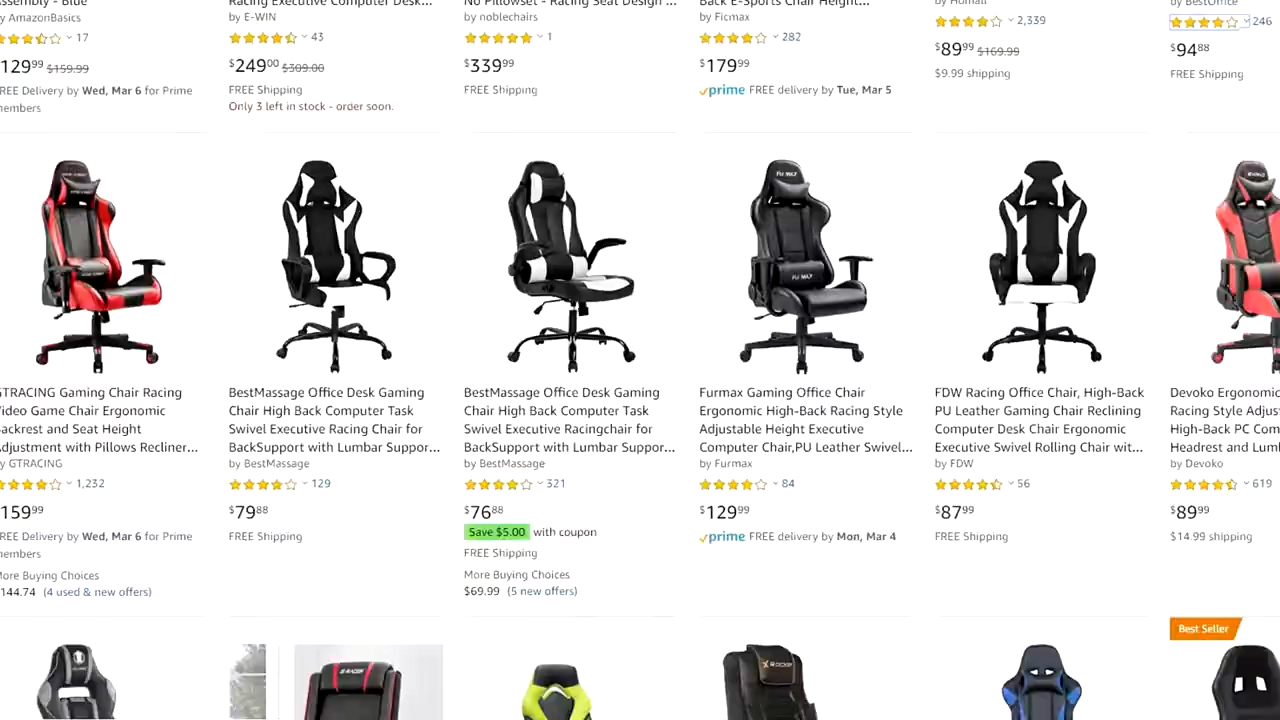 ssembly - Blue
y AmazonBasics
17
129⁹⁹ $159.99
REE Delivery by Wed, Mar 6 for Prime
members
Racing Executive Computer Desk...
by E-WIN
43
$249⁰⁰ $309.00
FREE Shipping
Only 3 left in stock - order soon.
No Pillowset - Racing Seat Design ...
by noblechairs
1
$339⁹⁹
FREE Shipping
Back E-Sports Chair Height...
by Ficmax
282
$179⁹⁹
prime FREE delivery by Tue, Mar 5
by Homall
2,339
$89⁹⁹ $169.99
$9.99 shipping
by BestOffice
246
$94⁸⁸
FREE Shipping
GTRACING Gaming Chair Racing
Video Game Chair Ergonomic
Backrest and Seat Height
Adjustment with Pillows Recliner...
y GTRACING
1,232
159⁹⁹
REE Delivery by Wed, Mar 6 for Prime
members
More Buying Choices
144.74 (4 used & new offers)
BestMassage Office Desk Gaming
Chair High Back Computer Task
Swivel Executive Racing Chair for
BackSupport with Lumbar Suppor...
by BestMassage
129
$79⁸⁸
FREE Shipping
BestMassage Office Desk Gaming
Chair High Back Computer Task
Swivel Executive Racingchair for
BackSupport with Lumbar Suppor...
by BestMassage
321
$76⁸⁸
Save $5.00 with coupon
FREE Shipping
More Buying Choices
$69.99 (5 new offers)
FU MAX
FU MAX
Furmax Gaming Office Chair
Ergonomic High-Back Racing Style
Adjustable Height Executive
Computer Chair,PU Leather Swivel...
by Furmax
84
$129⁹⁹
prime FREE delivery by Mon, Mar 4
FDW Racing Office Chair, High-Back
PU Leather Gaming Chair Reclining
Computer Desk Chair Ergonomic
Executive Swivel Rolling Chair wit...
by FDW
56
$87⁹⁹
FREE Shipping
Devoko Ergonomic
Racing Style Adjus
High-Back PC Com
Headrest and Lum
by Devoko
619
$89⁹⁹
$14.99 shipping
X ROCKER
Best Seller